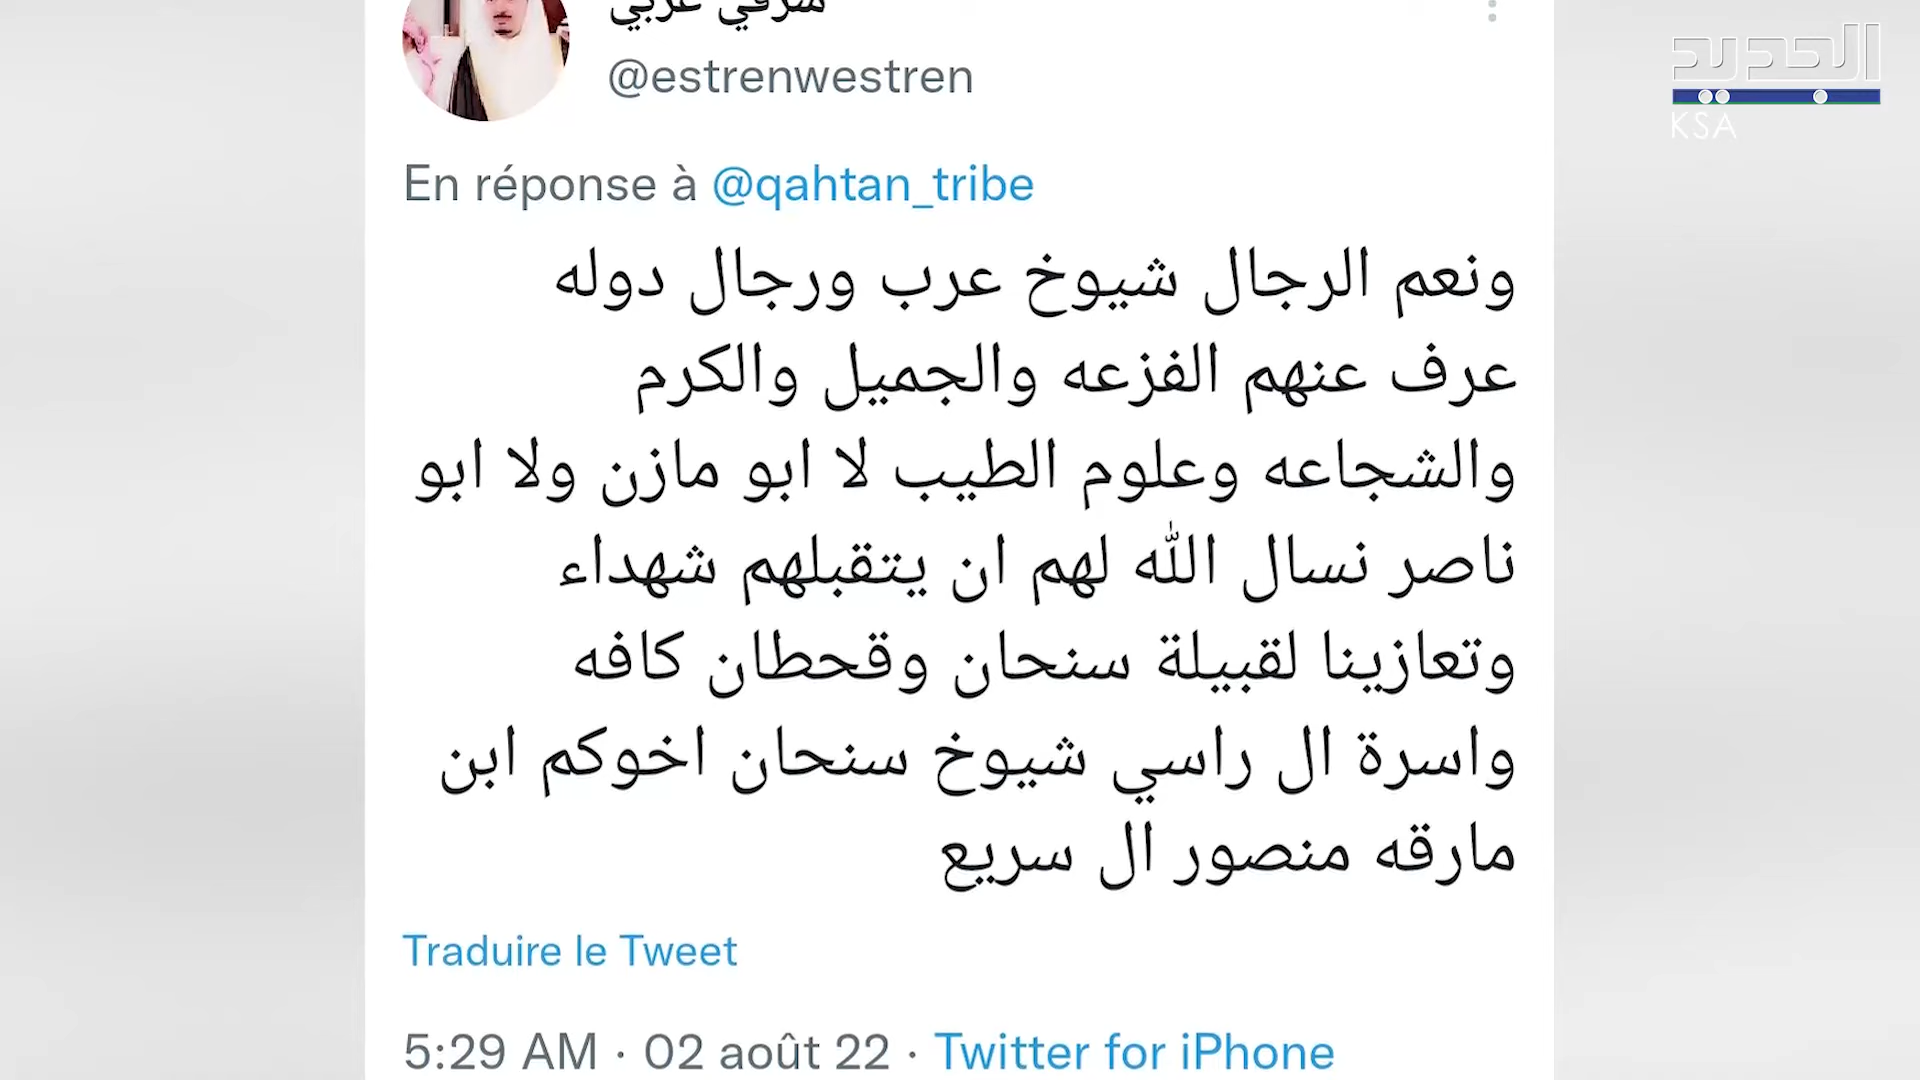 شرقي غربي
@estrenwestren
الجديد
KSA
En réponse à @qahtan_tribe
ونعم الرجال شيوخ عرب ورجال دوله
عرف عنهم الفزعه والجميل والكرم
والشجاعه وعلوم الطيب لا ابو مازن ولا ابو
ناصر نسال الله لهم ان يتقبلهم شهداء
وتعازينا لقبيلة سنحان وقحطان كافه
واسرة ال راسي شيوخ سنحان اخوكم ابن
مارقه منصور ال سريع
Traduire le Tweet
5:29 AM · 02 août 22 · Twitter for iPhone